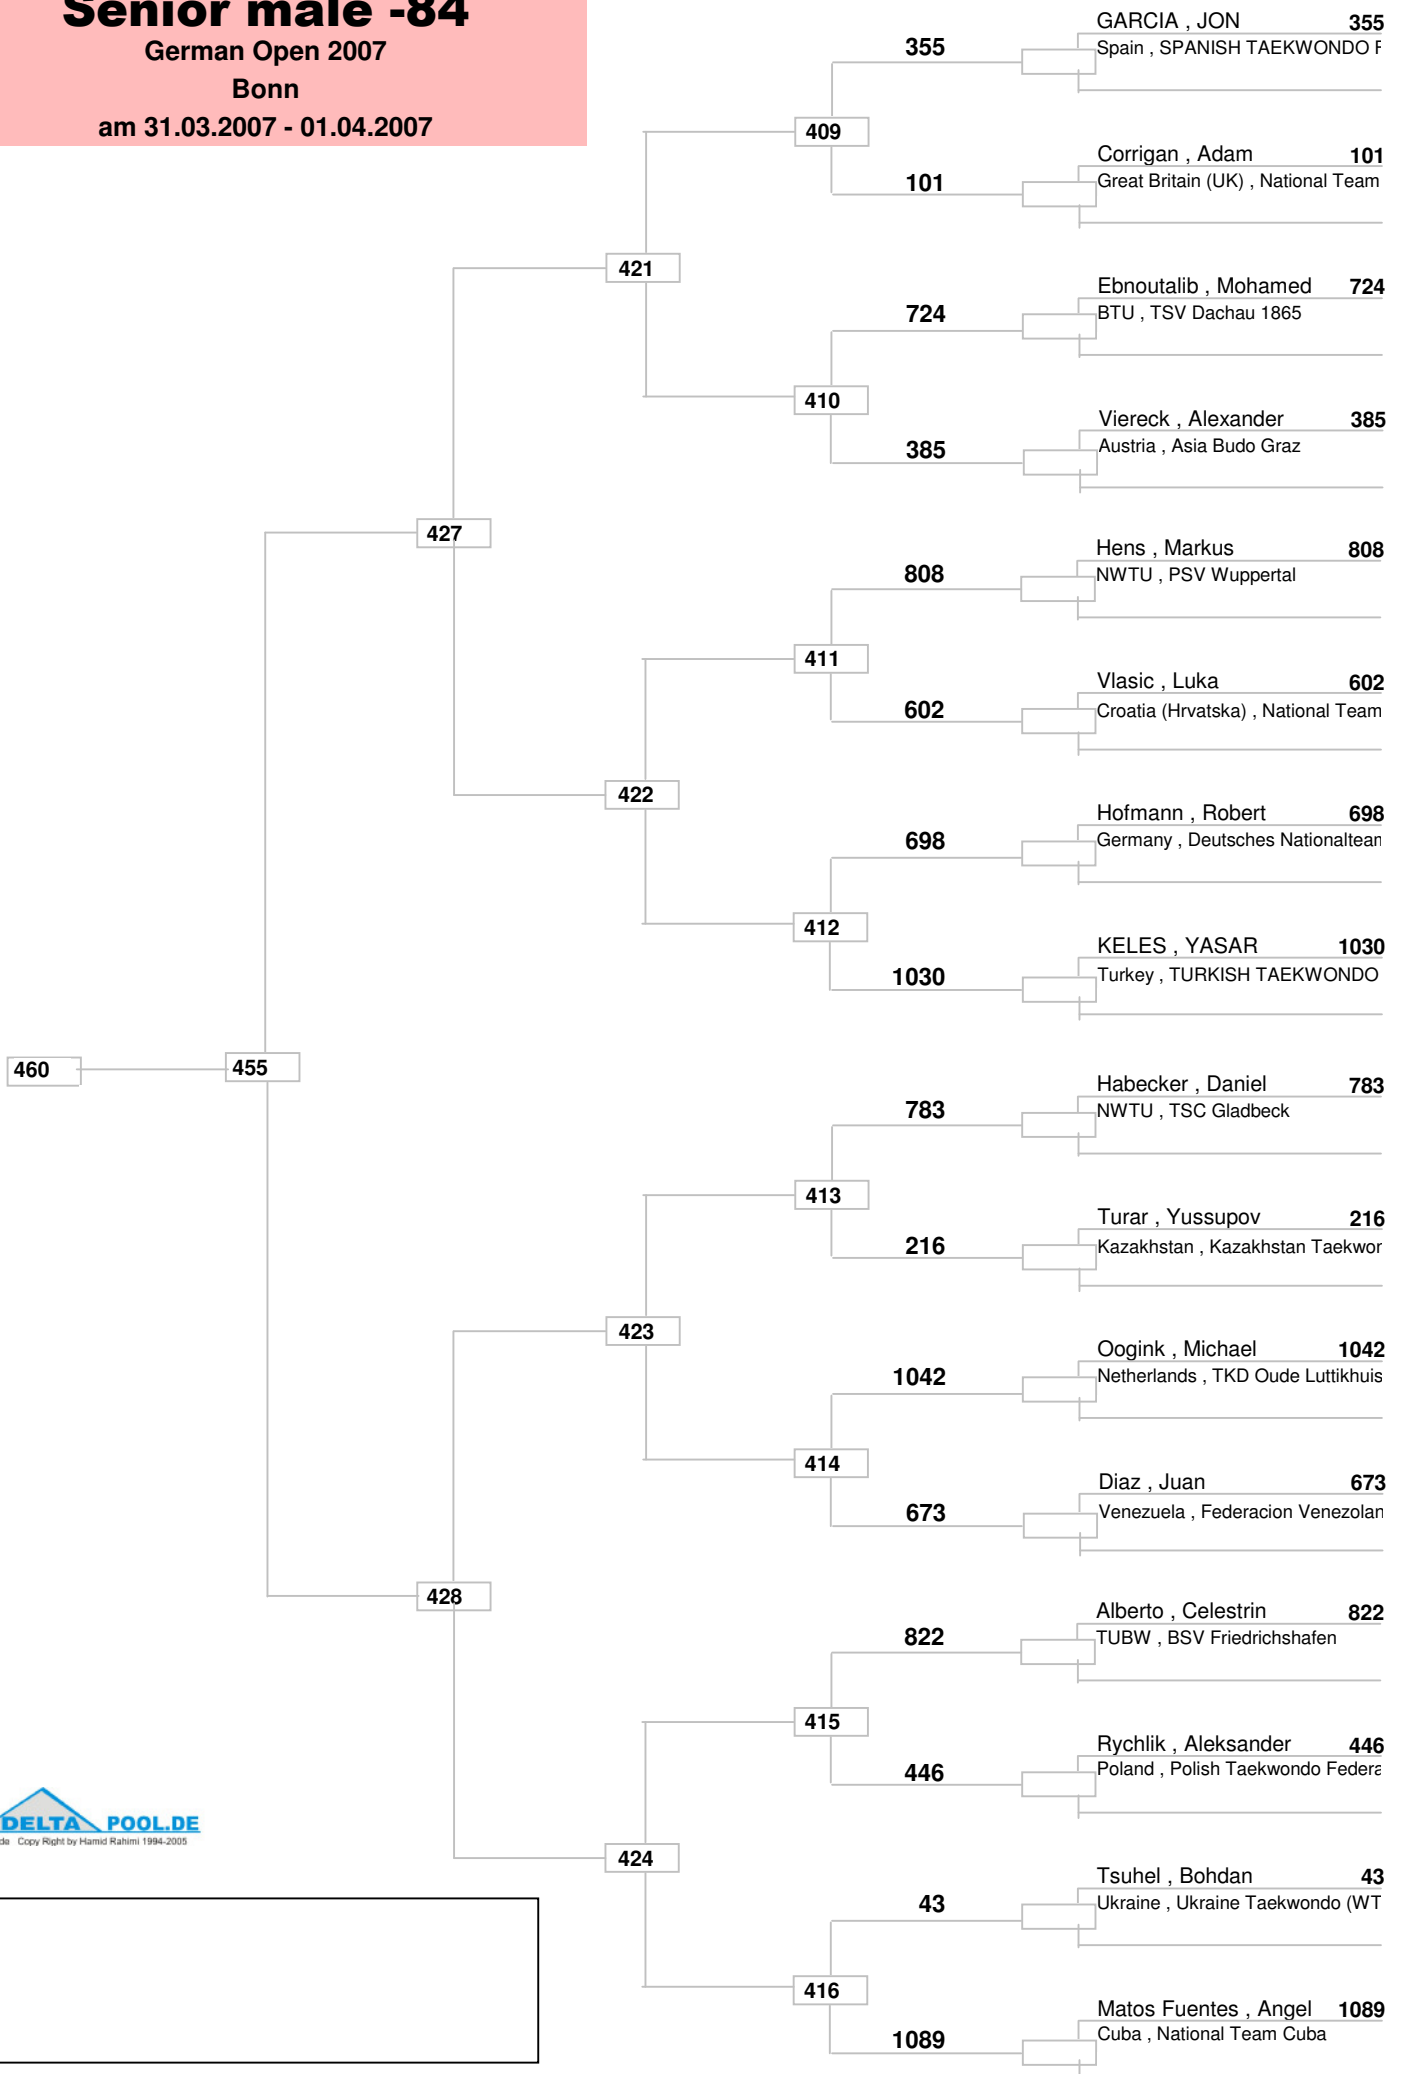 Senior male -84
German Open 2007
Bonn
am 31.03.2007 - 01.04.2007
GARCIA , JON 355
Spain , SPANISH TAEKWONDO F
355
409
Corrigan , Adam 101
Great Britain (UK) , National Team
101
421
Ebnoutalib , Mohamed 724
BTU , TSV Dachau 1865
724
410
Viereck , Alexander 385
Austria , Asia Budo Graz
385
427
Hens , Markus 808
NWTU , PSV Wuppertal
808
411
Vlasic , Luka 602
Croatia (Hrvatska) , National Team
602
422
Hofmann , Robert 698
Germany , Deutsches Nationaltean
698
412
KELES , YASAR 1030
Turkey , TURKISH TAEKWONDO
1030
460
455
Habecker , Daniel 783
NWTU , TSC Gladbeck
783
413
Turar , Yussupov 216
Kazakhstan , Kazakhstan Taekwor
216
423
Oogink , Michael 1042
Netherlands , TKD Oude Luttikhuis
1042
414
Diaz , Juan 673
Venezuela , Federacion Venezolan
673
428
Alberto , Celestrin 822
TUBW , BSV Friedrichshafen
822
415
Rychlik , Aleksander 446
Poland , Polish Taekwondo Federa
446
DELTA POOL.DE
de Copy Right by Hamid Rahimi 1994-2005
424
Tsuhel , Bohdan 43
Ukraine , Ukraine Taekwondo (WT
43
416
Matos Fuentes , Angel 1089
Cuba , National Team Cuba
1089